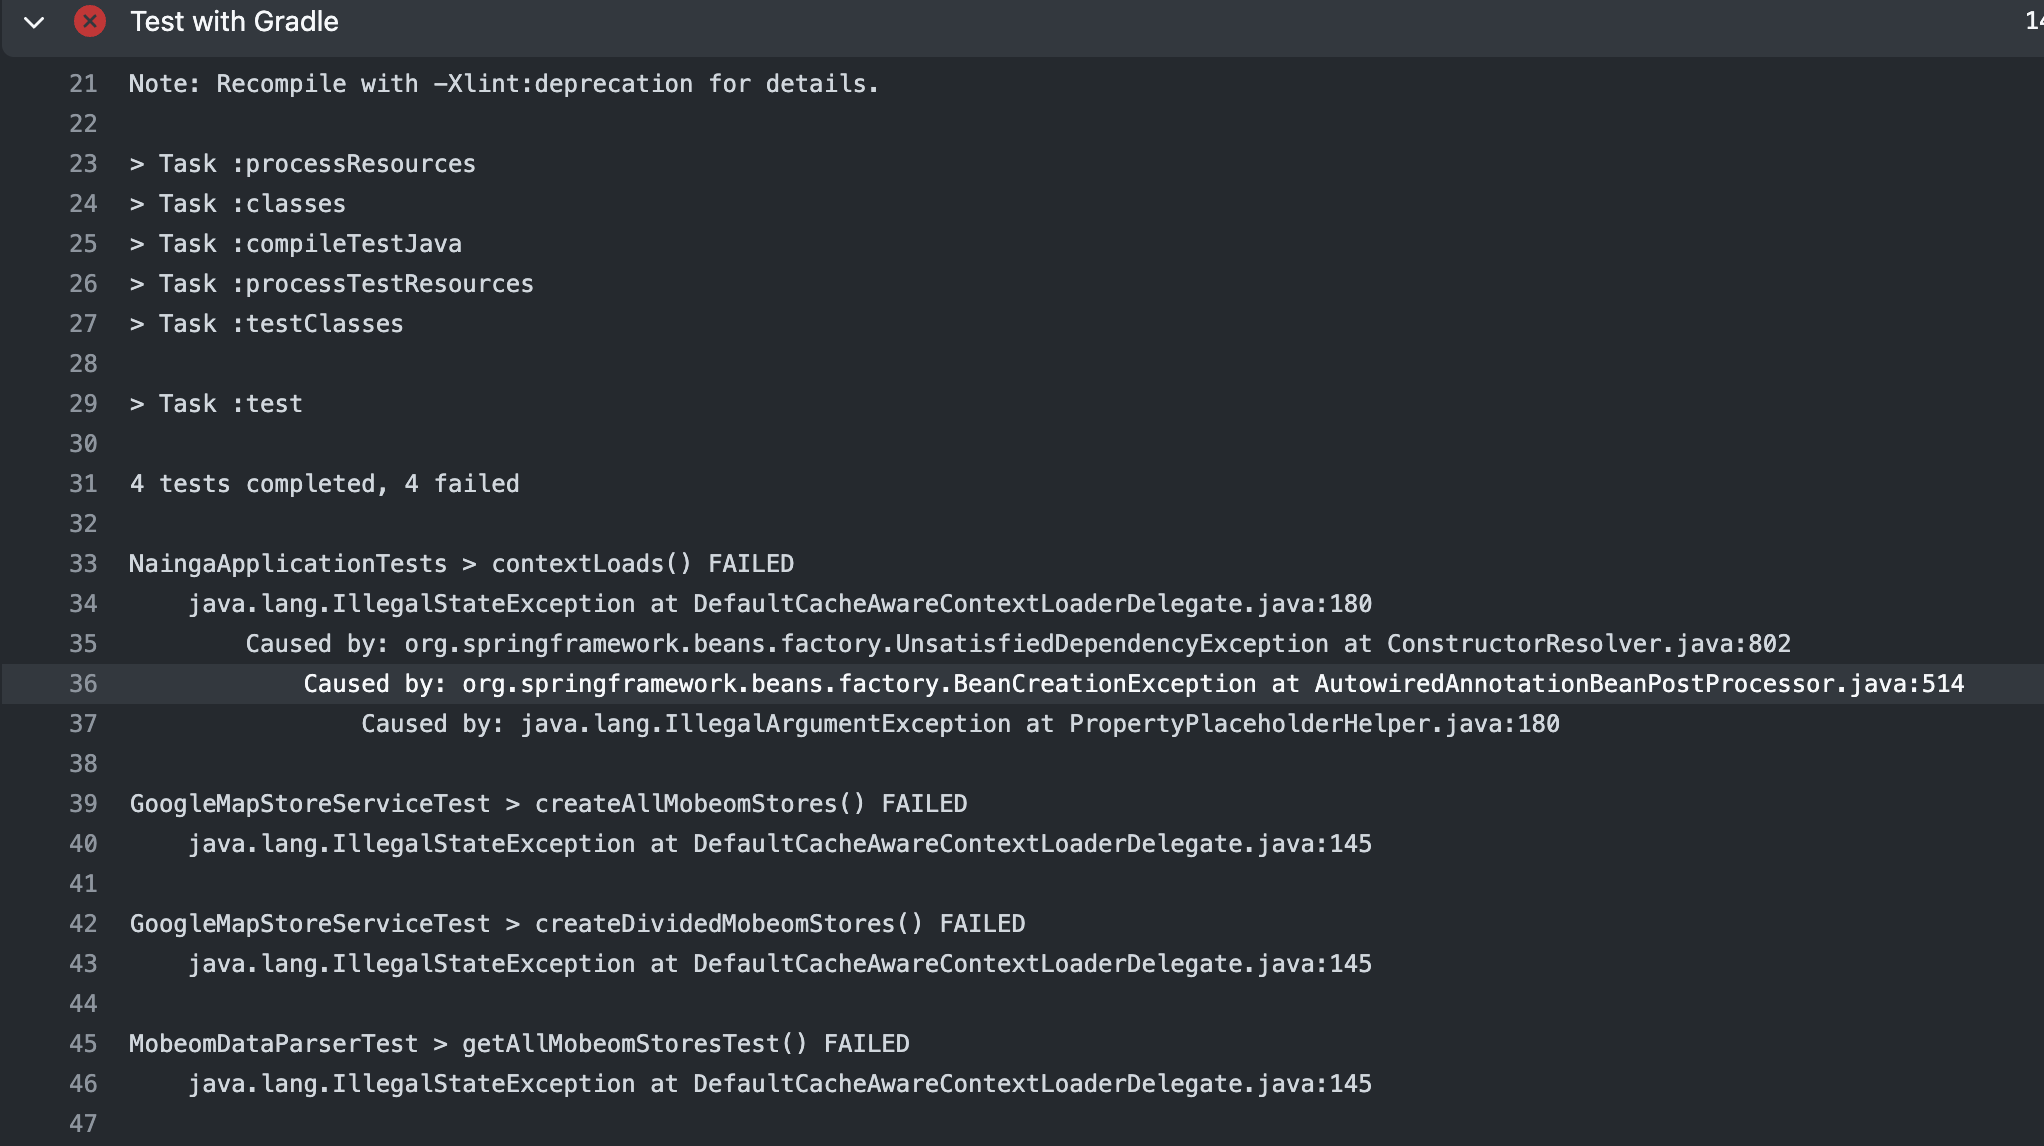 Test with Gradle
21 Note: Recompile with -Xlint:deprecation for details.
22
23 > Task :processResources
24 > Task :classes
25 > Task :compileTestJava
26 > Task :processTestResources
27 > Task :testClasses
28
29 > Task :test
30
31 4 tests completed, 4 failed
32
33 NaingaApplicationTests > contextLoads() FAILED
34 java.lang.IllegalStateException at DefaultCacheAwareContextLoaderDelegate.java:180
35 Caused by: org.springframework.beans.factory.UnsatisfiedDependencyException at ConstructorResolver.java:802
36 Caused by: org.springframework.beans.factory.BeanCreationException at AutowiredAnnotationBeanPostProcessor.java:514
37 Caused by: java.lang.IllegalArgumentException at PropertyPlaceholderHelper.java:180
38
39 GoogleMapStoreServiceTest > createAllMobeomStores() FAILED
40 java.lang.IllegalStateException at DefaultCacheAwareContextLoaderDelegate.java:145
41
42 GoogleMapStoreServiceTest > createDividedMobeomStores() FAILED
43 java.lang.IllegalStateException at DefaultCacheAwareContextLoaderDelegate.java:145
44
45 MobeomDataParserTest > getAllMobeomStoresTest() FAILED
46 java.lang.IllegalStateException at DefaultCacheAwareContextLoaderDelegate.java:145
47